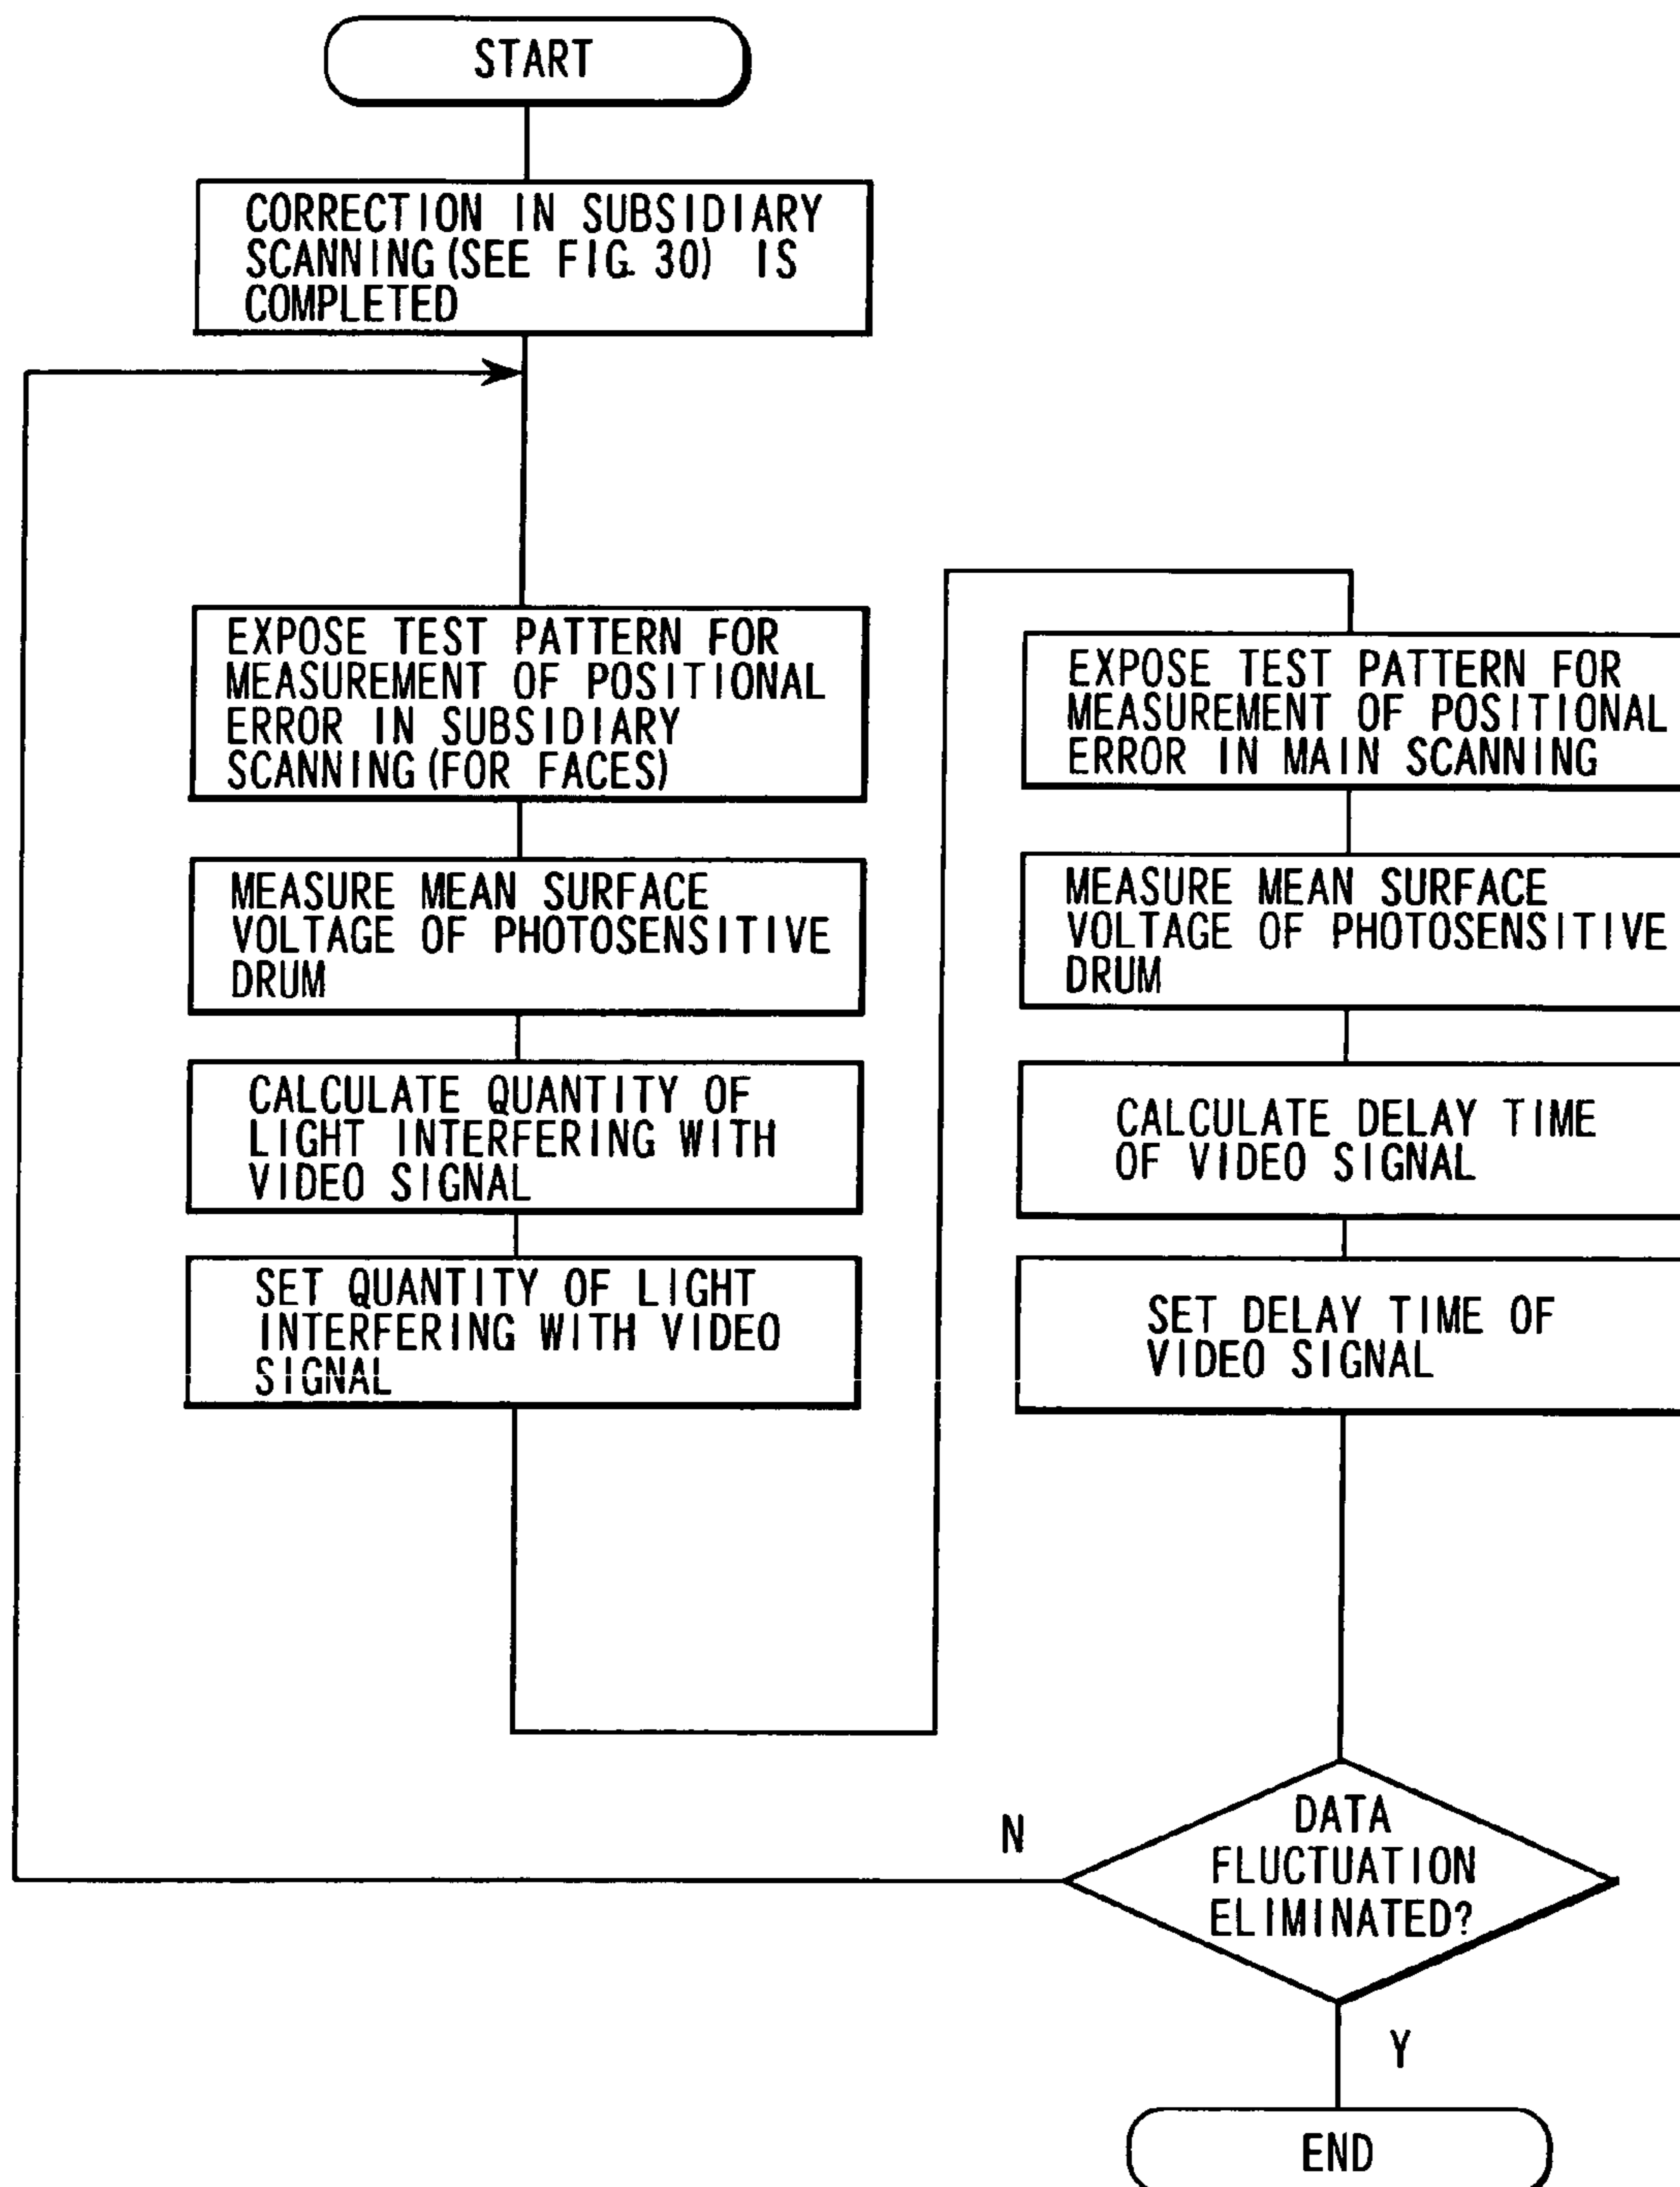 START
CORRECTION IN SUBSIDIARY
SCANNING (SEE FIG. 30) IS
COMPLETED
EXPOSE TEST PATTERN FOR
MEASUREMENT OF POSITIONAL
ERROR IN SUBSIDIARY
SCANNING (FOR FACES)
MEASURE MEAN SURFACE
VOLTAGE OF PHOTOSENSITIVE
DRUM
CALCULATE QUANTITY OF
LIGHT INTERFERING WITH
VIDEO SIGNAL
SET QUANTITY OF LIGHT
INTERFERING WITH VIDEO
SIGNAL
EXPOSE TEST PATTERN FOR
MEASUREMENT OF POSITIONAL
ERROR IN MAIN SCANNING
MEASURE MEAN SURFACE
VOLTAGE OF PHOTOSENSITIVE
DRUM
CALCULATE DELAY TIME
OF VIDEO SIGNAL
SET DELAY TIME OF
VIDEO SIGNAL
DATA
FLUCTUATION
ELIMINATED?
N
Y
END